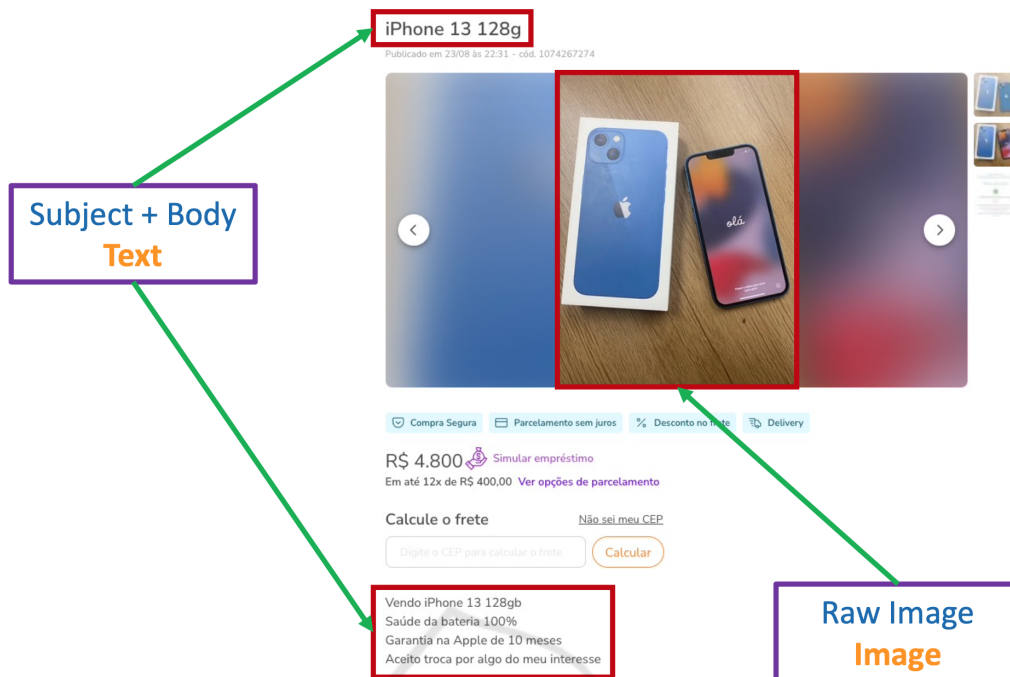 iPhone 13 128g
Publicado em 23/08 às 22:31 - cód. 1074267274
Subject + Body
Text
olá
Compra Segura
Parcelamento sem juros
Desconto no frete
Delivery
R$ 4.800
Simular empréstimo
Em até 12x de R$ 400,00 Ver opções de parcelamento
Calcule o frete
Não sei meu CEP
Digite o CEP para calcular o frete
Calcular
Vendo iPhone 13 128gb
Saúde da bateria 100%
Garantia na Apple de 10 meses
Aceito troca por algo do meu interesse
Raw Image
Image